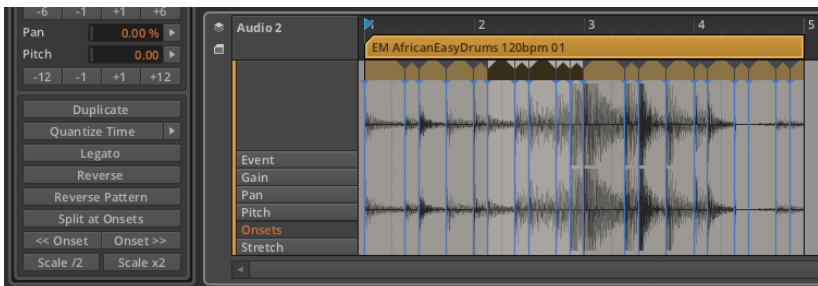 -6 -1 +1 +6
Pan 0.00 %
Pitch 0.00
-12 -1 +1 +12
Duplicate
Quantize Time
Legato
Reverse
Reverse Pattern
Split at Onsets
<< Onset Onset >>
Scale /2 Scale x2
Audio 2
2 3 4 5
EM AfricanEasyDrums 120bpm 01
Event
Gain
Pan
Pitch
Onsets
Stretch